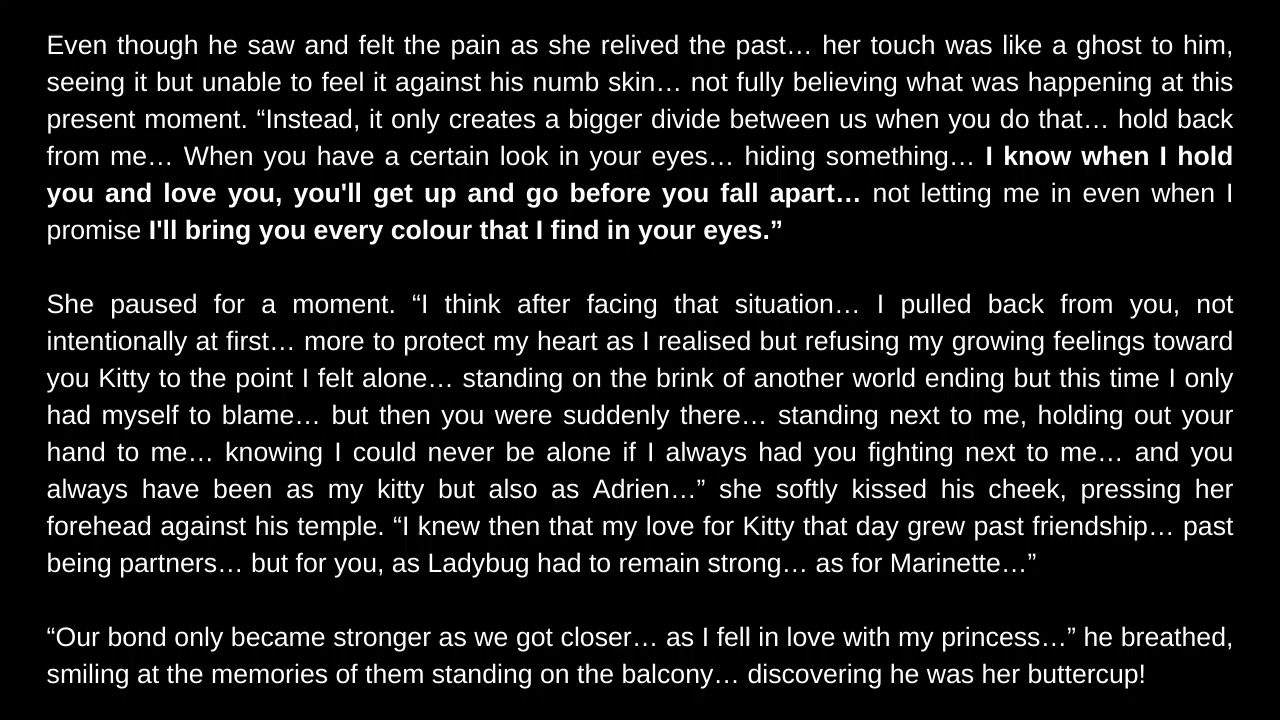 Even though he saw and felt the pain as she relived the past… her touch was like a ghost to him,
seeing it but unable to feel it against his numb skin… not fully believing what was happening at this
present moment. “Instead, it only creates a bigger divide between us when you do that… hold back
from me… When you have a certain look in your eyes… hiding something… I know when I hold
you and love you, you'll get up and go before you fall apart… not letting me in even when I
promise I'll bring you every colour that I find in your eyes.”
She paused for a moment. “I think after facing that situation… I pulled back from you, not
intentionally at first… more to protect my heart as I realised but refusing my growing feelings toward
you Kitty to the point I felt alone… standing on the brink of another world ending but this time I only
had myself to blame… but then you were suddenly there… standing next to me, holding out your
hand to me… knowing I could never be alone if I always had you fighting next to me… and you
always have been as my kitty but also as Adrien…” she softly kissed his cheek, pressing her
forehead against his temple. “I knew then that my love for Kitty that day grew past friendship… past
being partners… but for you, as Ladybug had to remain strong… as for Marinette…”
“Our bond only became stronger as we got closer… as I fell in love with my princess…” he breathed,
smiling at the memories of them standing on the balcony… discovering he was her buttercup!